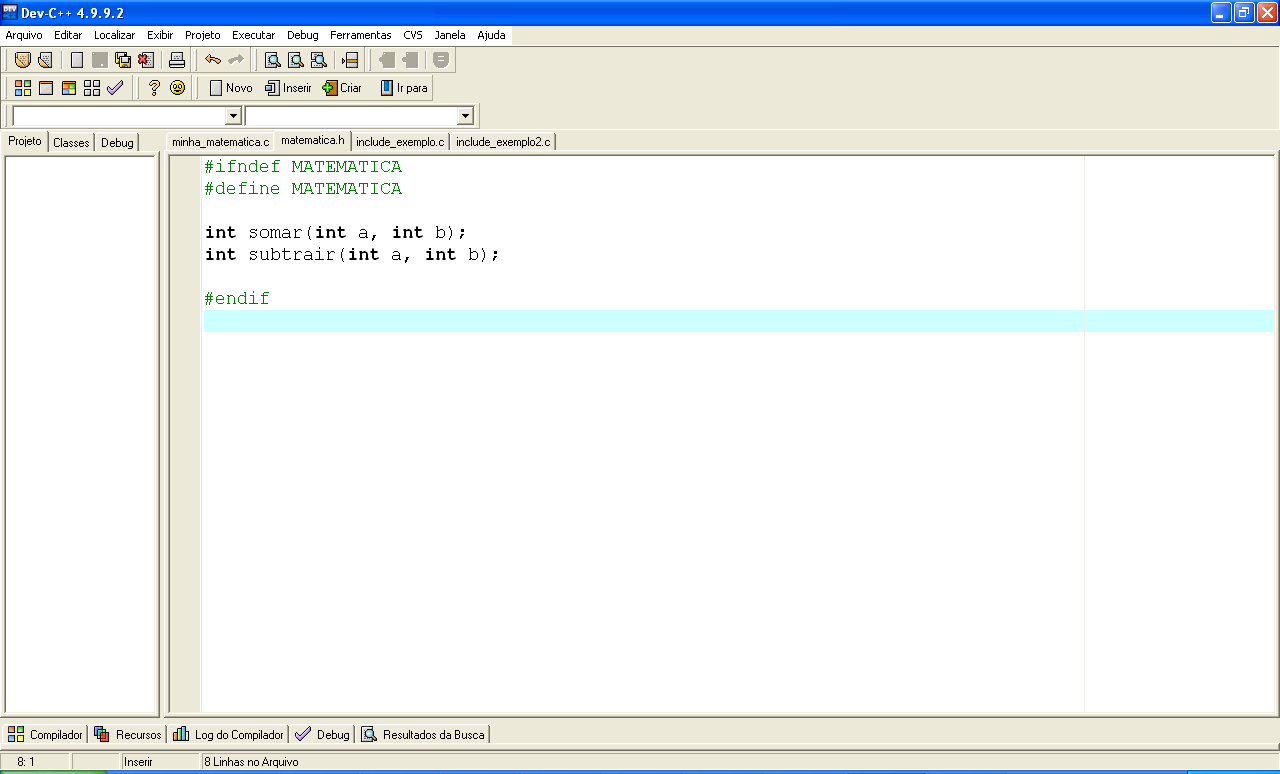 Dev-C++ 4.9.9.2
Arquivo Editar Localizar Exibir Projeto Executar Debug Ferramentas CVS Janela Ajuda
Novo Inserir Criar Ir para
Projeto Classes Debug minha_matematica.c matematica.h include_exemplo.c include_exemplo2.c
#ifndef MATEMATICA
#define MATEMATICA
int somar(int a, int b);
int subtrair(int a, int b);
#endif
Compilador Recursos Log do Compilador Debug Resultados da Busca
8: 1 Inserir 8 Linhas no Arquivo